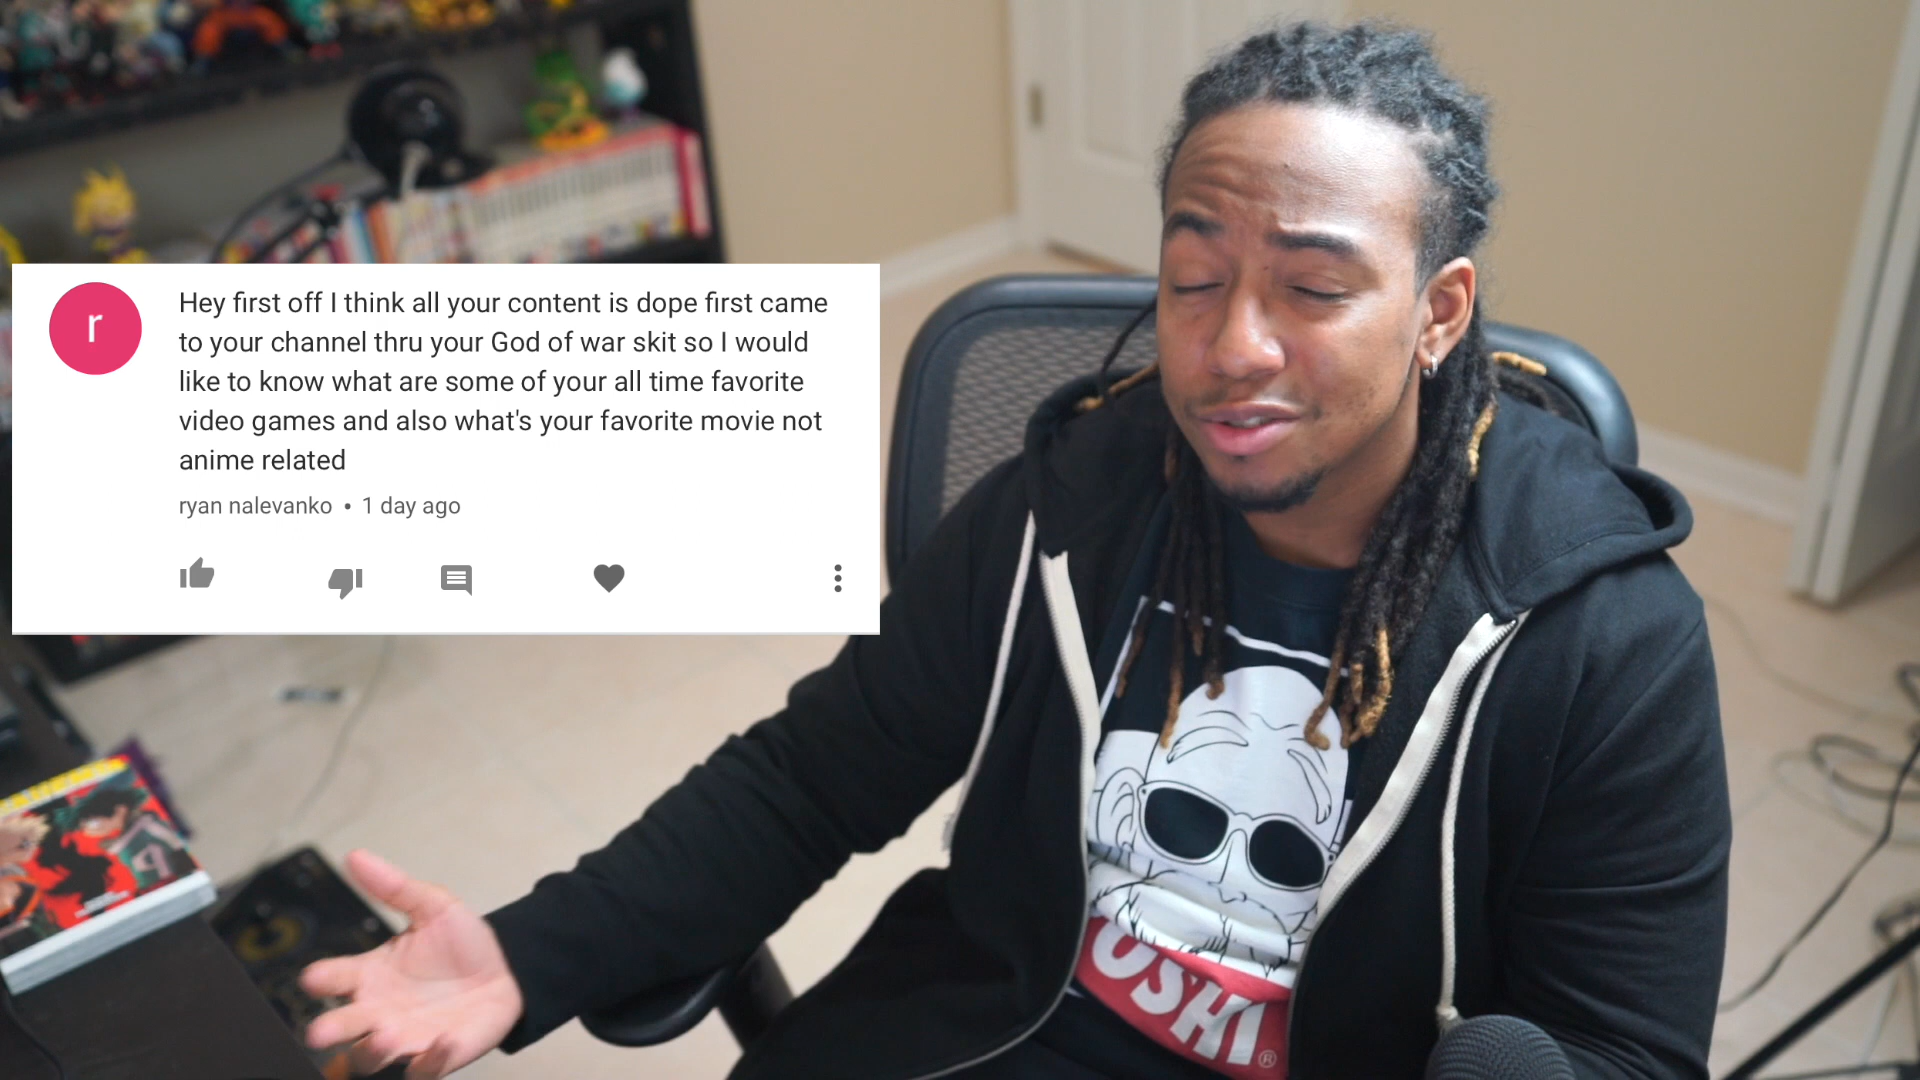 r
Hey first off I think all your content is dope first came
to your channel thru your God of war skit so I would
like to know what are some of your all time favorite
video games and also what's your favorite movie not
anime related
ryan nalevanko • 1 day ago
OSHI
®